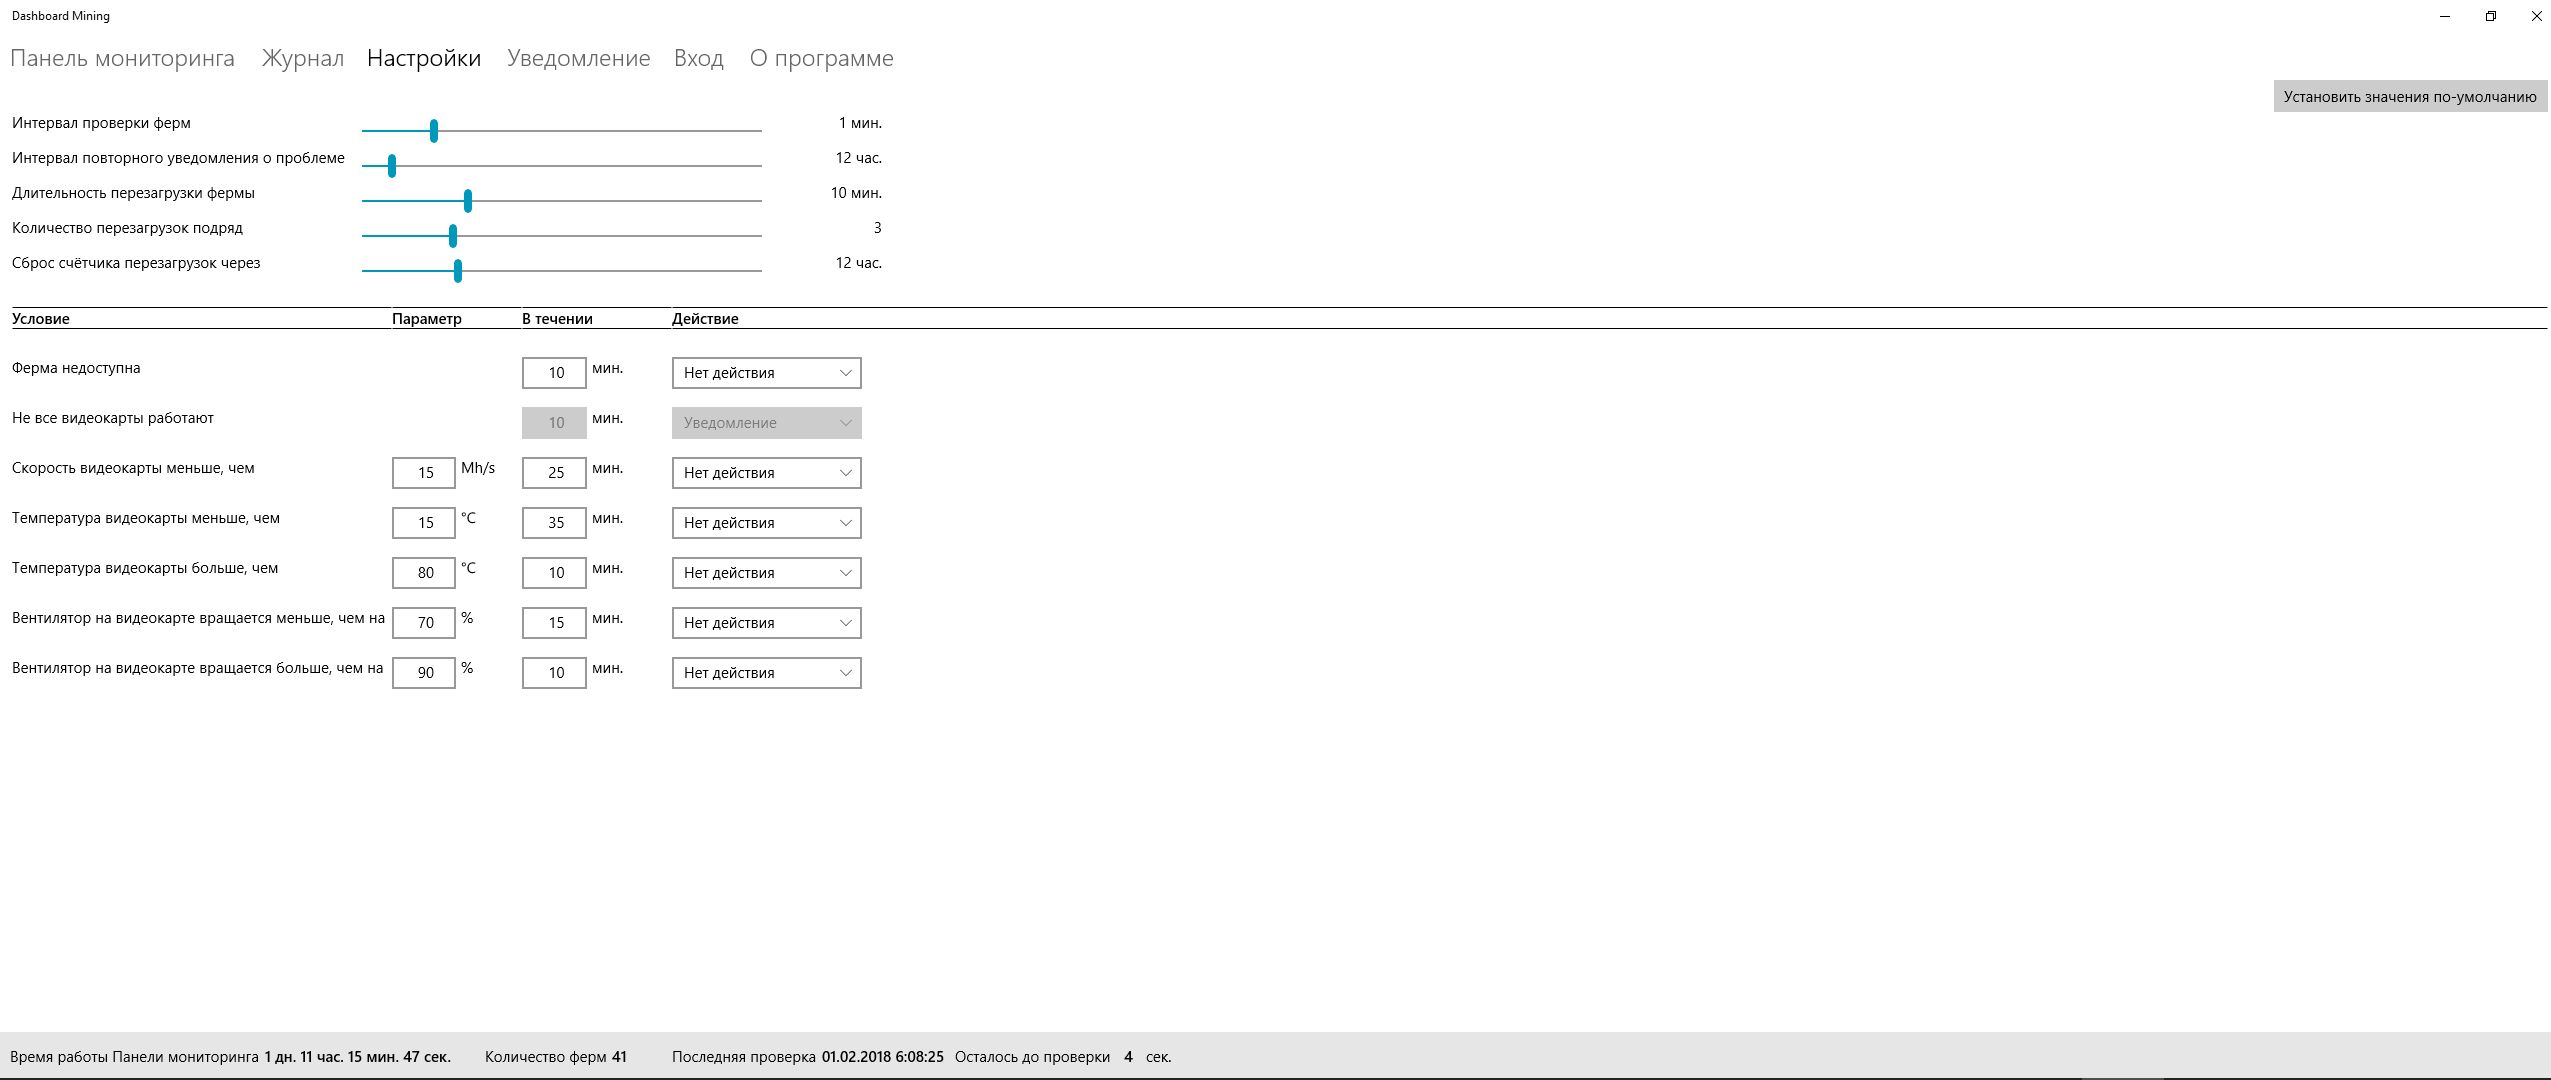 Dashboard Mining
Панель мониторинга Журнал Настройки Уведомление Вход О программе
Установить значения по-умолчанию
Интервал проверки ферм 1 мин.
Интервал повторного уведомления о проблеме 12 час.
Длительность перезагрузки фермы 10 мин.
Количество перезагрузок подряд 3
Сброс счётчика перезагрузок через 12 час.
Условие Параметр В течении Действие
Ферма недоступна 10 мин. Нет действия
Не все видеокарты работают 10 мин. Уведомление
Скорость видеокарты меньше, чем 15 Mh/s 25 мин. Нет действия
Температура видеокарты меньше, чем 15 °C 35 мин. Нет действия
Температура видеокарты больше, чем 80 °C 10 мин. Нет действия
Вентилятор на видеокарте вращается меньше, чем на 70 % 15 мин. Нет действия
Вентилятор на видеокарте вращается больше, чем на 90 % 10 мин. Нет действия
Время работы Панели мониторинга 1 дн. 11 час. 15 мин. 47 сек. Количество ферм 41 Последняя проверка 01.02.2018 6:08:25 Осталось до проверки 4 сек.